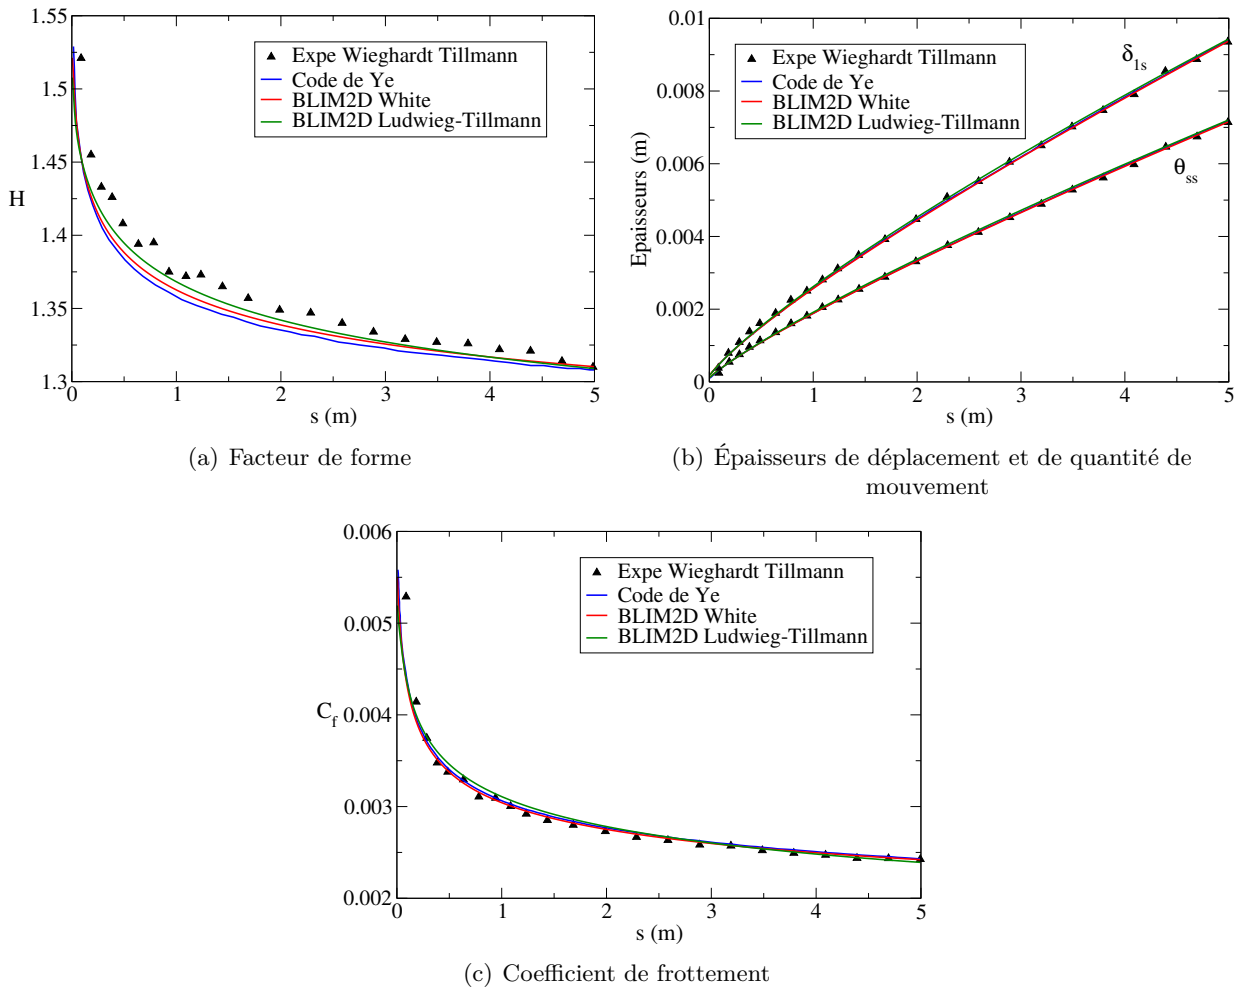 1.55
1.5
1.45
1.4
1.35
1.3
H
0 1 2 3 4 5
s (m)
Expe Wieghardt Tillmann
Code de Ye
BLIM2D White
BLIM2D Ludwieg-Tillmann
(a) Facteur de forme
0.01
0.008
0.006
0.004
0.002
0
Epaisseurs (m)
0 1 2 3 4 5
s (m)
Expe Wieghardt Tillmann
Code de Ye
BLIM2D White
BLIM2D Ludwieg-Tillmann
δ1s
θss
(b) Épaisseurs de déplacement et de quantité de
mouvement
0.006
0.005
0.004
0.003
0.002
Cf
0 1 2 3 4 5
s (m)
Expe Wieghardt Tillmann
Code de Ye
BLIM2D White
BLIM2D Ludwieg-Tillmann
(c) Coefficient de frottement